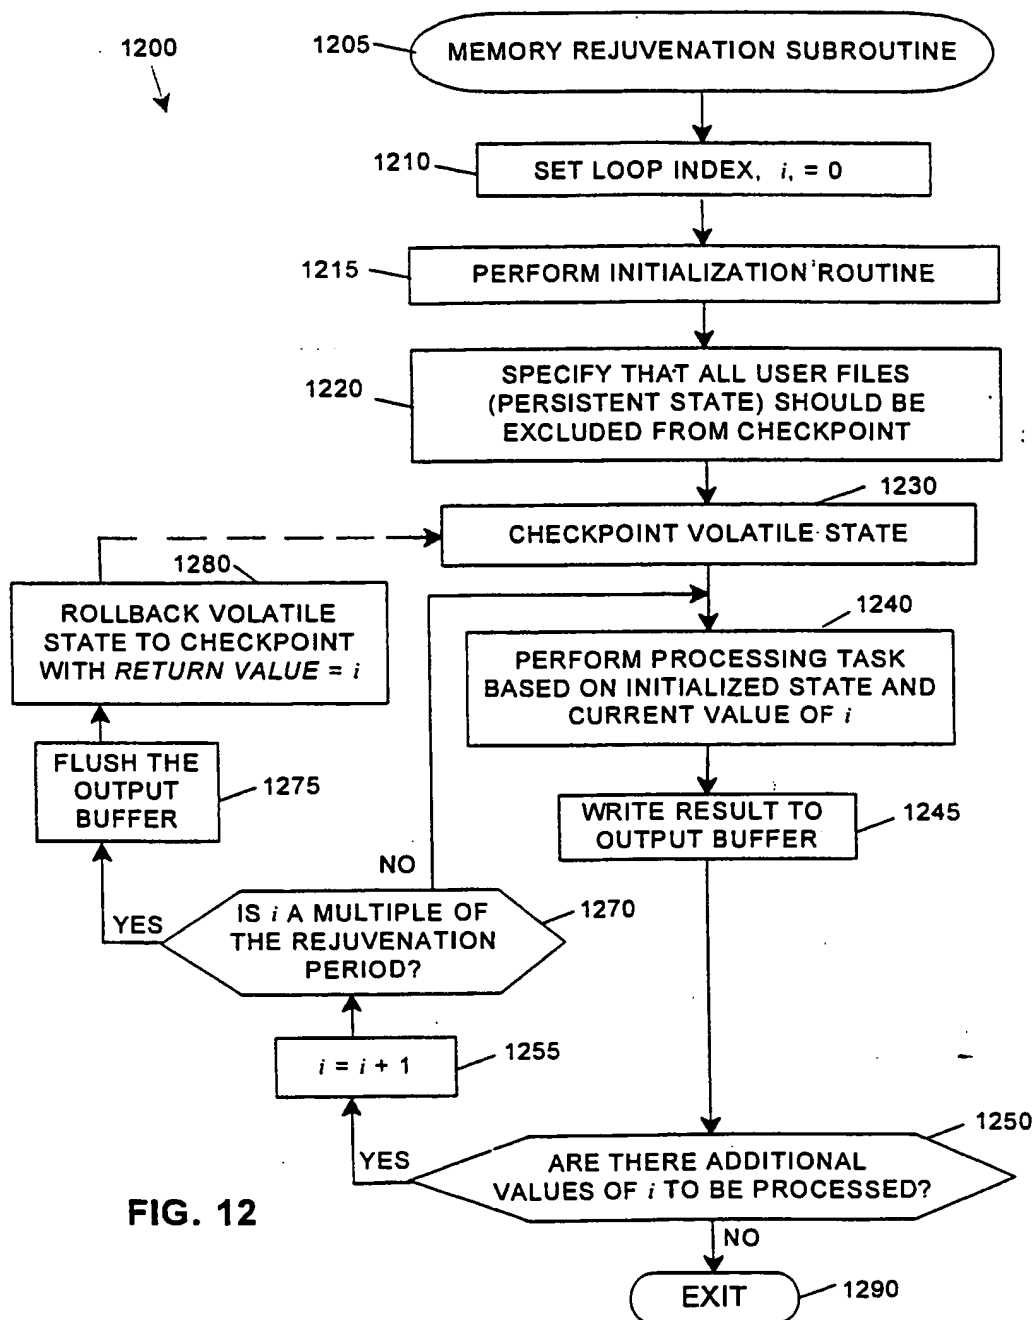 1200
1205
MEMORY REJUVENATION SUBROUTINE
1210
SET LOOP INDEX, i, = 0
1215
PERFORM INITIALIZATION ROUTINE
1220
SPECIFY THAT ALL USER FILES
(PERSISTENT STATE) SHOULD BE
EXCLUDED FROM CHECKPOINT
1230
CHECKPOINT VOLATILE STATE
1280
ROLLBACK VOLATILE
STATE TO CHECKPOINT
WITH RETURN VALUE = i
1240
PERFORM PROCESSING TASK
BASED ON INITIALIZED STATE AND
CURRENT VALUE OF i
FLUSH THE
OUTPUT
BUFFER
1275
WRITE RESULT TO
OUTPUT BUFFER
1245
NO
YES
IS i A MULTIPLE OF
THE REJUVENATION
PERIOD?
1270
i = i + 1
1255
1250
YES
ARE THERE ADDITIONAL
VALUES OF i TO BE PROCESSED?
FIG. 12
NO
EXIT
1290